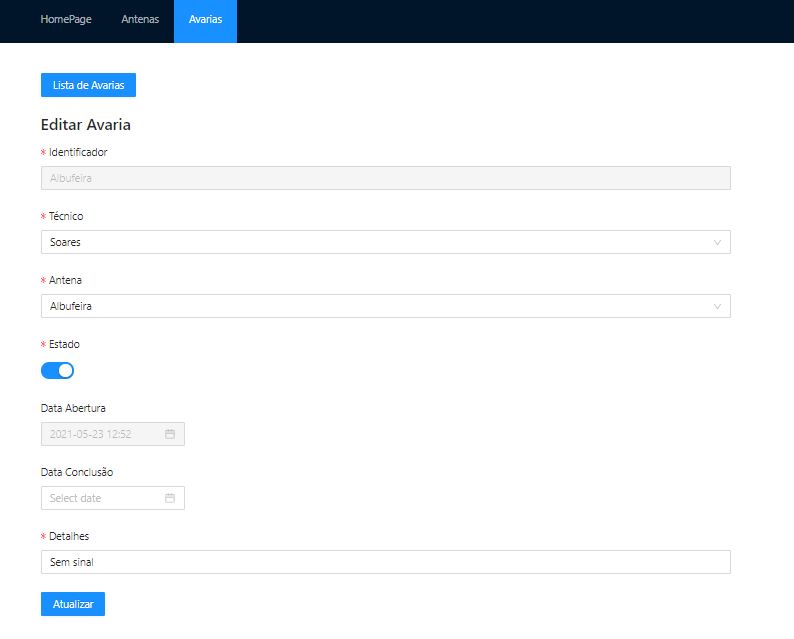 HomePage Antenas Avarias
Lista de Avarias
Editar Avaria
* Identificador
Albufeira
* Técnico
Soares
* Antena
Albufeira
* Estado
Data Abertura
2021-05-23 12:52
Data Conclusão
Select date
* Detalhes
Sem sinal
Atualizar